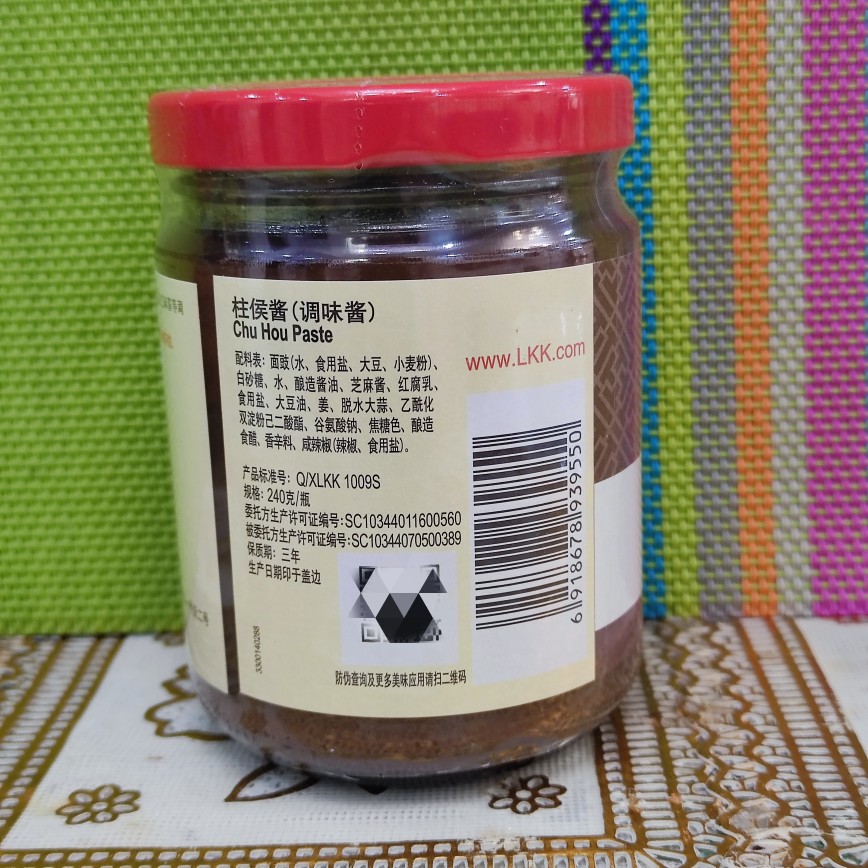 柱侯酱(调味酱)
Chu Hou Paste
www.LKK.com
配料表: 面豉(水、食用盐、大豆、小麦粉)、
白砂糖、水、酿造酱油、芝麻酱、红腐乳、
食用盐、大豆油、姜、脱水大蒜、乙酰化
双淀粉己二酸酯、谷氨酸钠、焦糖色、酿造
食醋、香辛料、咸辣椒(辣椒、食用盐)。
产品标准号: Q/XLKK 1009S
规格: 240克/瓶
委托方生产许可证编号:SC10344011600560
被委托方生产许可证编号:SC10344070500389
保质期: 三年
生产日期印于盖边
6 918678 939550
3300140288
防伪查询及更多美味应用请扫二维码